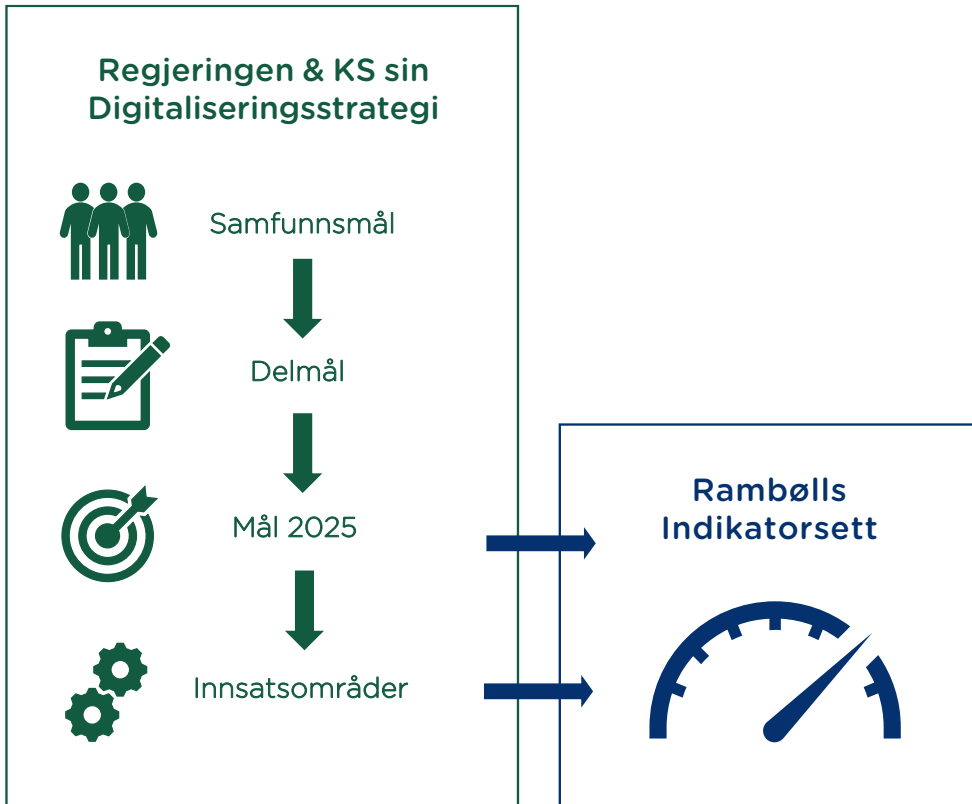 Regjeringen & KS sin
Digitaliseringsstrategi
Samfunnsmål
Delmål
Mål 2025
Innsatsområder
Rambølls
Indikatorsett